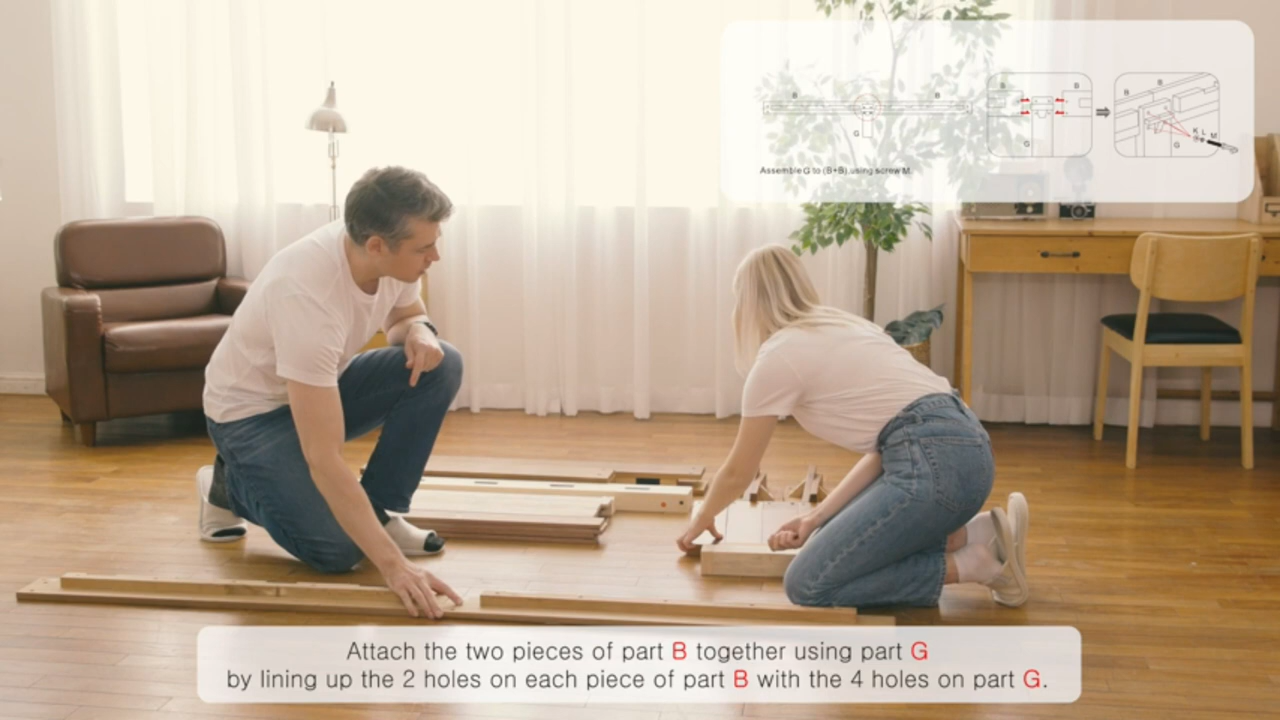 B B B B B B
G G K L M G
Assemble G to (B+B) using screw M.
Attach the two pieces of part B together using part G
by lining up the 2 holes on each piece of part B with the 4 holes on part G.